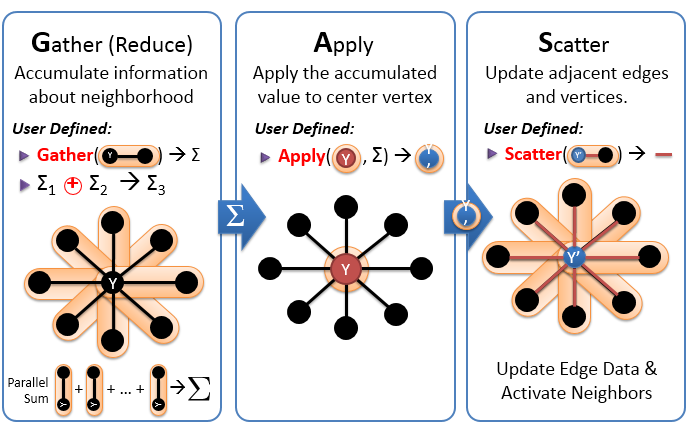 Gather (Reduce)
Accumulate information
about neighborhood
User Defined:
Gather( Y ) → Σ
Σ1 + Σ2 → Σ3
Y
Parallel
Sum
Y + Y + ... + Y → Σ
Σ
Apply
Apply the accumulated
value to center vertex
User Defined:
Apply( Y , Σ) → Y’
Y
Y’
Scatter
Update adjacent edges
and vertices.
User Defined:
Scatter( Y’ ) →
Y’
Update Edge Data &
Activate Neighbors